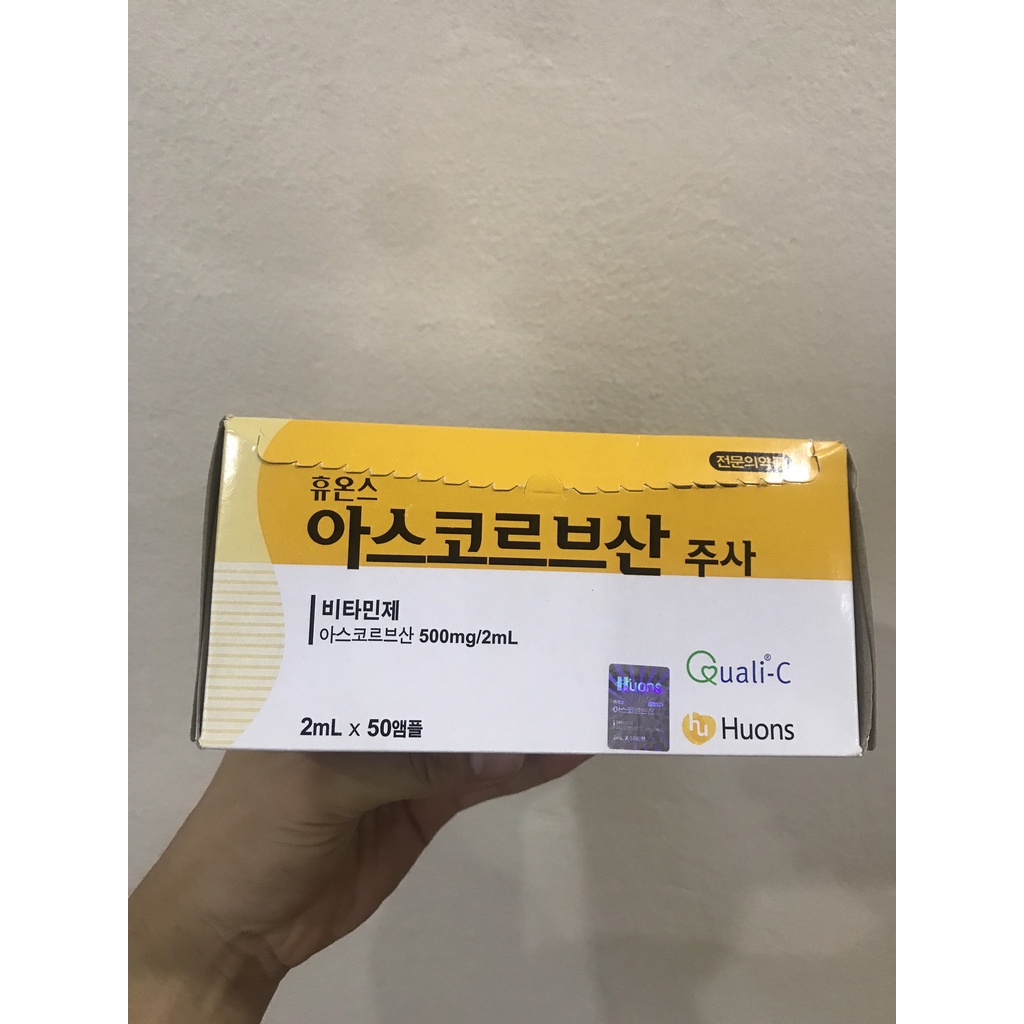 전문의약품
휴온스
아스코르브산 주사
비타민제
아스코르브산 500mg/2mL
Quali®-C
Huons
Huons
2mL x 50앰플